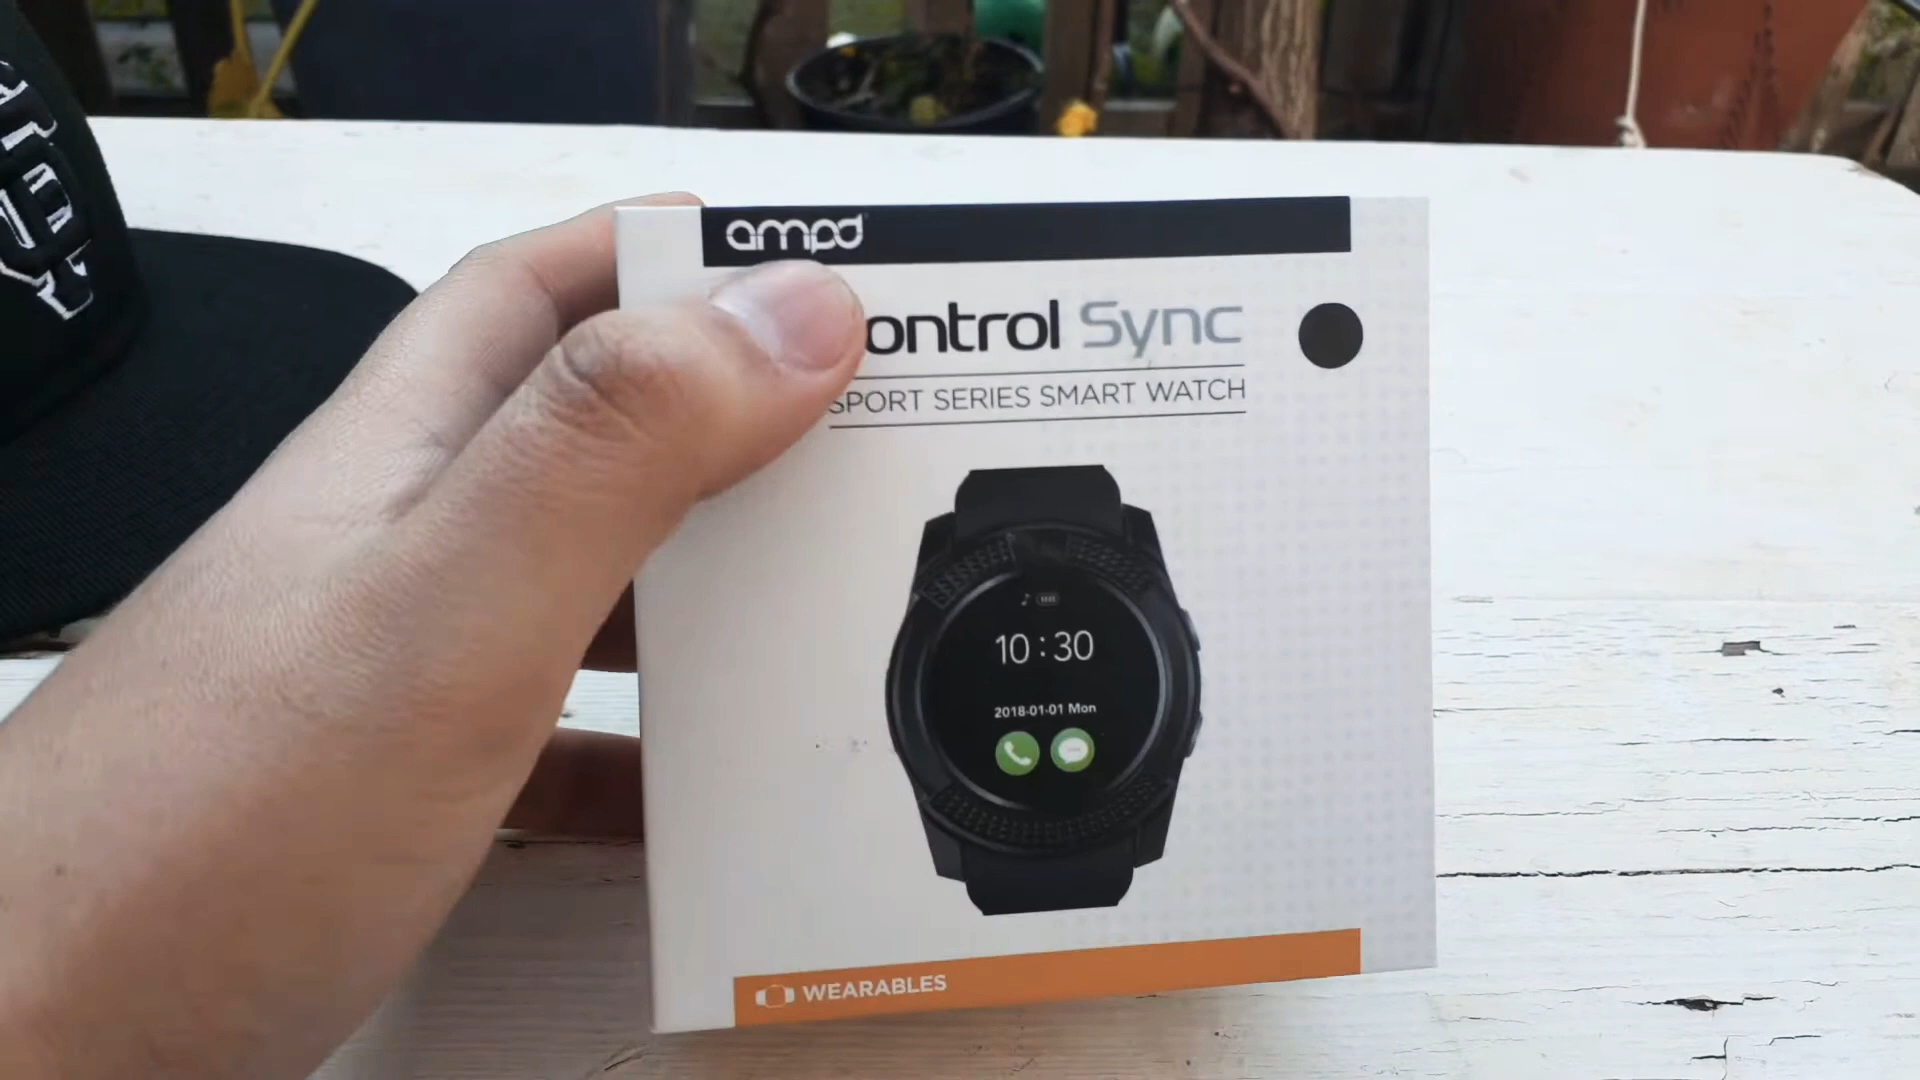 ampd
ontrol Sync
SPORT SERIES SMART WATCH
10:30
2018-01-01 Mon
WEARABLES